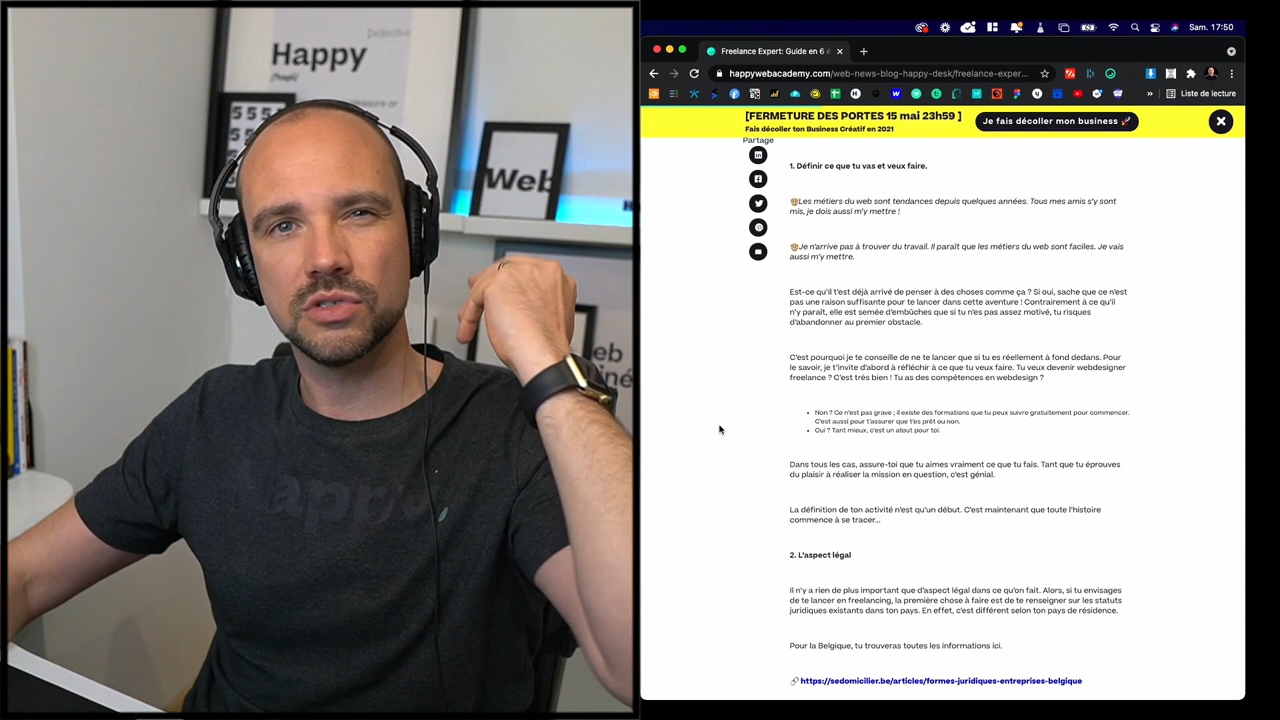 [adjective]
Happy
/'hæpi/
5555
Web
Sam. 17:50
Freelance Expert: Guide en 6 é
happywebacademy.com/web-news-blog-happy-desk/freelance-exper...
Liste de lecture
[FERMETURE DES PORTES 15 mai 23h59 ]
Fais décoller ton Business Créatif en 2021
Je fais décoller mon business 🚀
Partage
1. Définir ce que tu vas et veux faire.
Les métiers du web sont tendances depuis quelques années. Tous mes amis s'y sont
mis, je dois aussi m'y mettre !
Je n'arrive pas à trouver du travail. Il paraît que les métiers du web sont faciles. Je vais
aussi m'y mettre.
Est-ce qu'il t'est déjà arrivé de penser à des choses comme ça ? Si oui, sache que ce n'est
pas une raison suffisante pour te lancer dans cette aventure ! Contrairement à ce qu'il
n'y paraît, elle est semée d'embûches que si tu n'es pas assez motivé, tu risques
d'abandonner au premier obstacle.
C'est pourquoi je te conseille de ne te lancer que si tu es réellement à fond dedans. Pour
le savoir, je t'invite d'abord à réfléchir à ce que tu veux faire. Tu veux devenir webdesigner
freelance ? C'est très bien ! Tu as des compétences en webdesign ?
• Non ? Ce n'est pas grave ; il existe des formations que tu peux suivre gratuitement pour commencer.
C'est aussi pour t'assurer que t'es prêt ou non.
• Oui ? Tant mieux, c'est un atout pour toi.
Dans tous les cas, assure-toi que tu aimes vraiment ce que tu fais. Tant que tu éprouves
du plaisir à réaliser la mission en question, c'est génial.
La définition de ton activité n'est qu'un début. C'est maintenant que toute l'histoire
commence à se tracer...
2. L'aspect légal
Il n'y a rien de plus important que d'aspect légal dans ce qu'on fait. Alors, si tu envisages
de te lancer en freelancing, la première chose à faire est de te renseigner sur les statuts
juridiques existants dans ton pays. En effet, c'est différent selon ton pays de résidence.
Pour la Belgique, tu trouveras toutes les informations ici.
https://sedomicilier.be/articles/formes-juridiques-entreprises-belgique